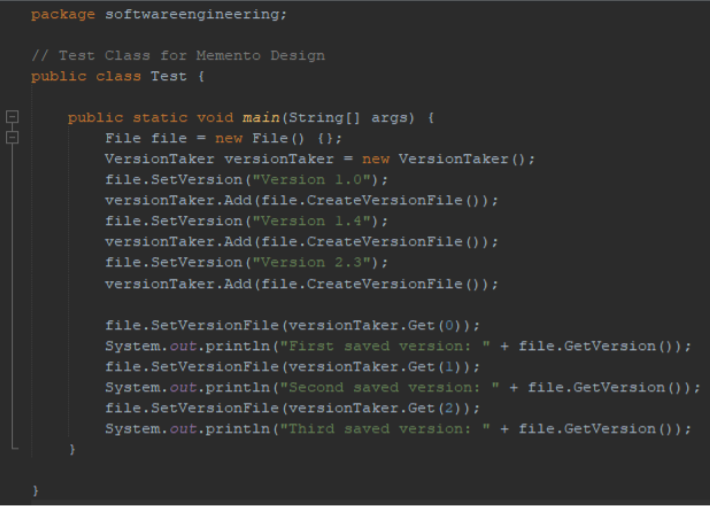 package softwareengineering;
// Test Class for Memento Design
public class Test {
public static void main(String[] args) {
File file = new File() {};
VersionTaker versionTaker = new VersionTaker();
file.SetVersion("Version 1.0");
versionTaker.Add(file.CreateVersionFile());
file.SetVersion("Version 1.4");
versionTaker.Add(file.CreateVersionFile());
file.SetVersion("Version 2.3");
versionTaker.Add(file.CreateVersionFile());
file.SetVersionFile(versionTaker.Get(0));
System.out.println("First saved version: " + file.GetVersion());
file.SetVersionFile(versionTaker.Get(1));
System.out.println("Second saved version: " + file.GetVersion());
file.SetVersionFile(versionTaker.Get(2));
System.out.println("Third saved version: " + file.GetVersion());
}
}